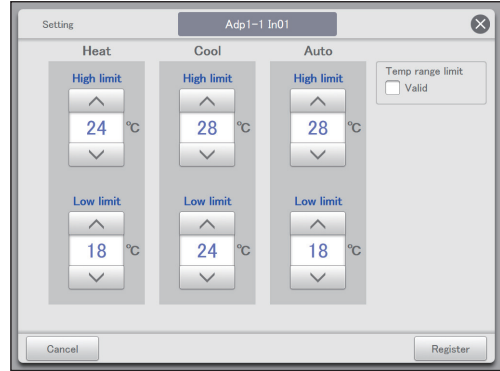 Setting
Adp1-1 In01
Heat Cool Auto
High limit High limit High limit
24 ℃ 28 ℃ 28 ℃
Low limit Low limit Low limit
18 ℃ 24 ℃ 18 ℃
Temp range limit
Valid
Cancel Register